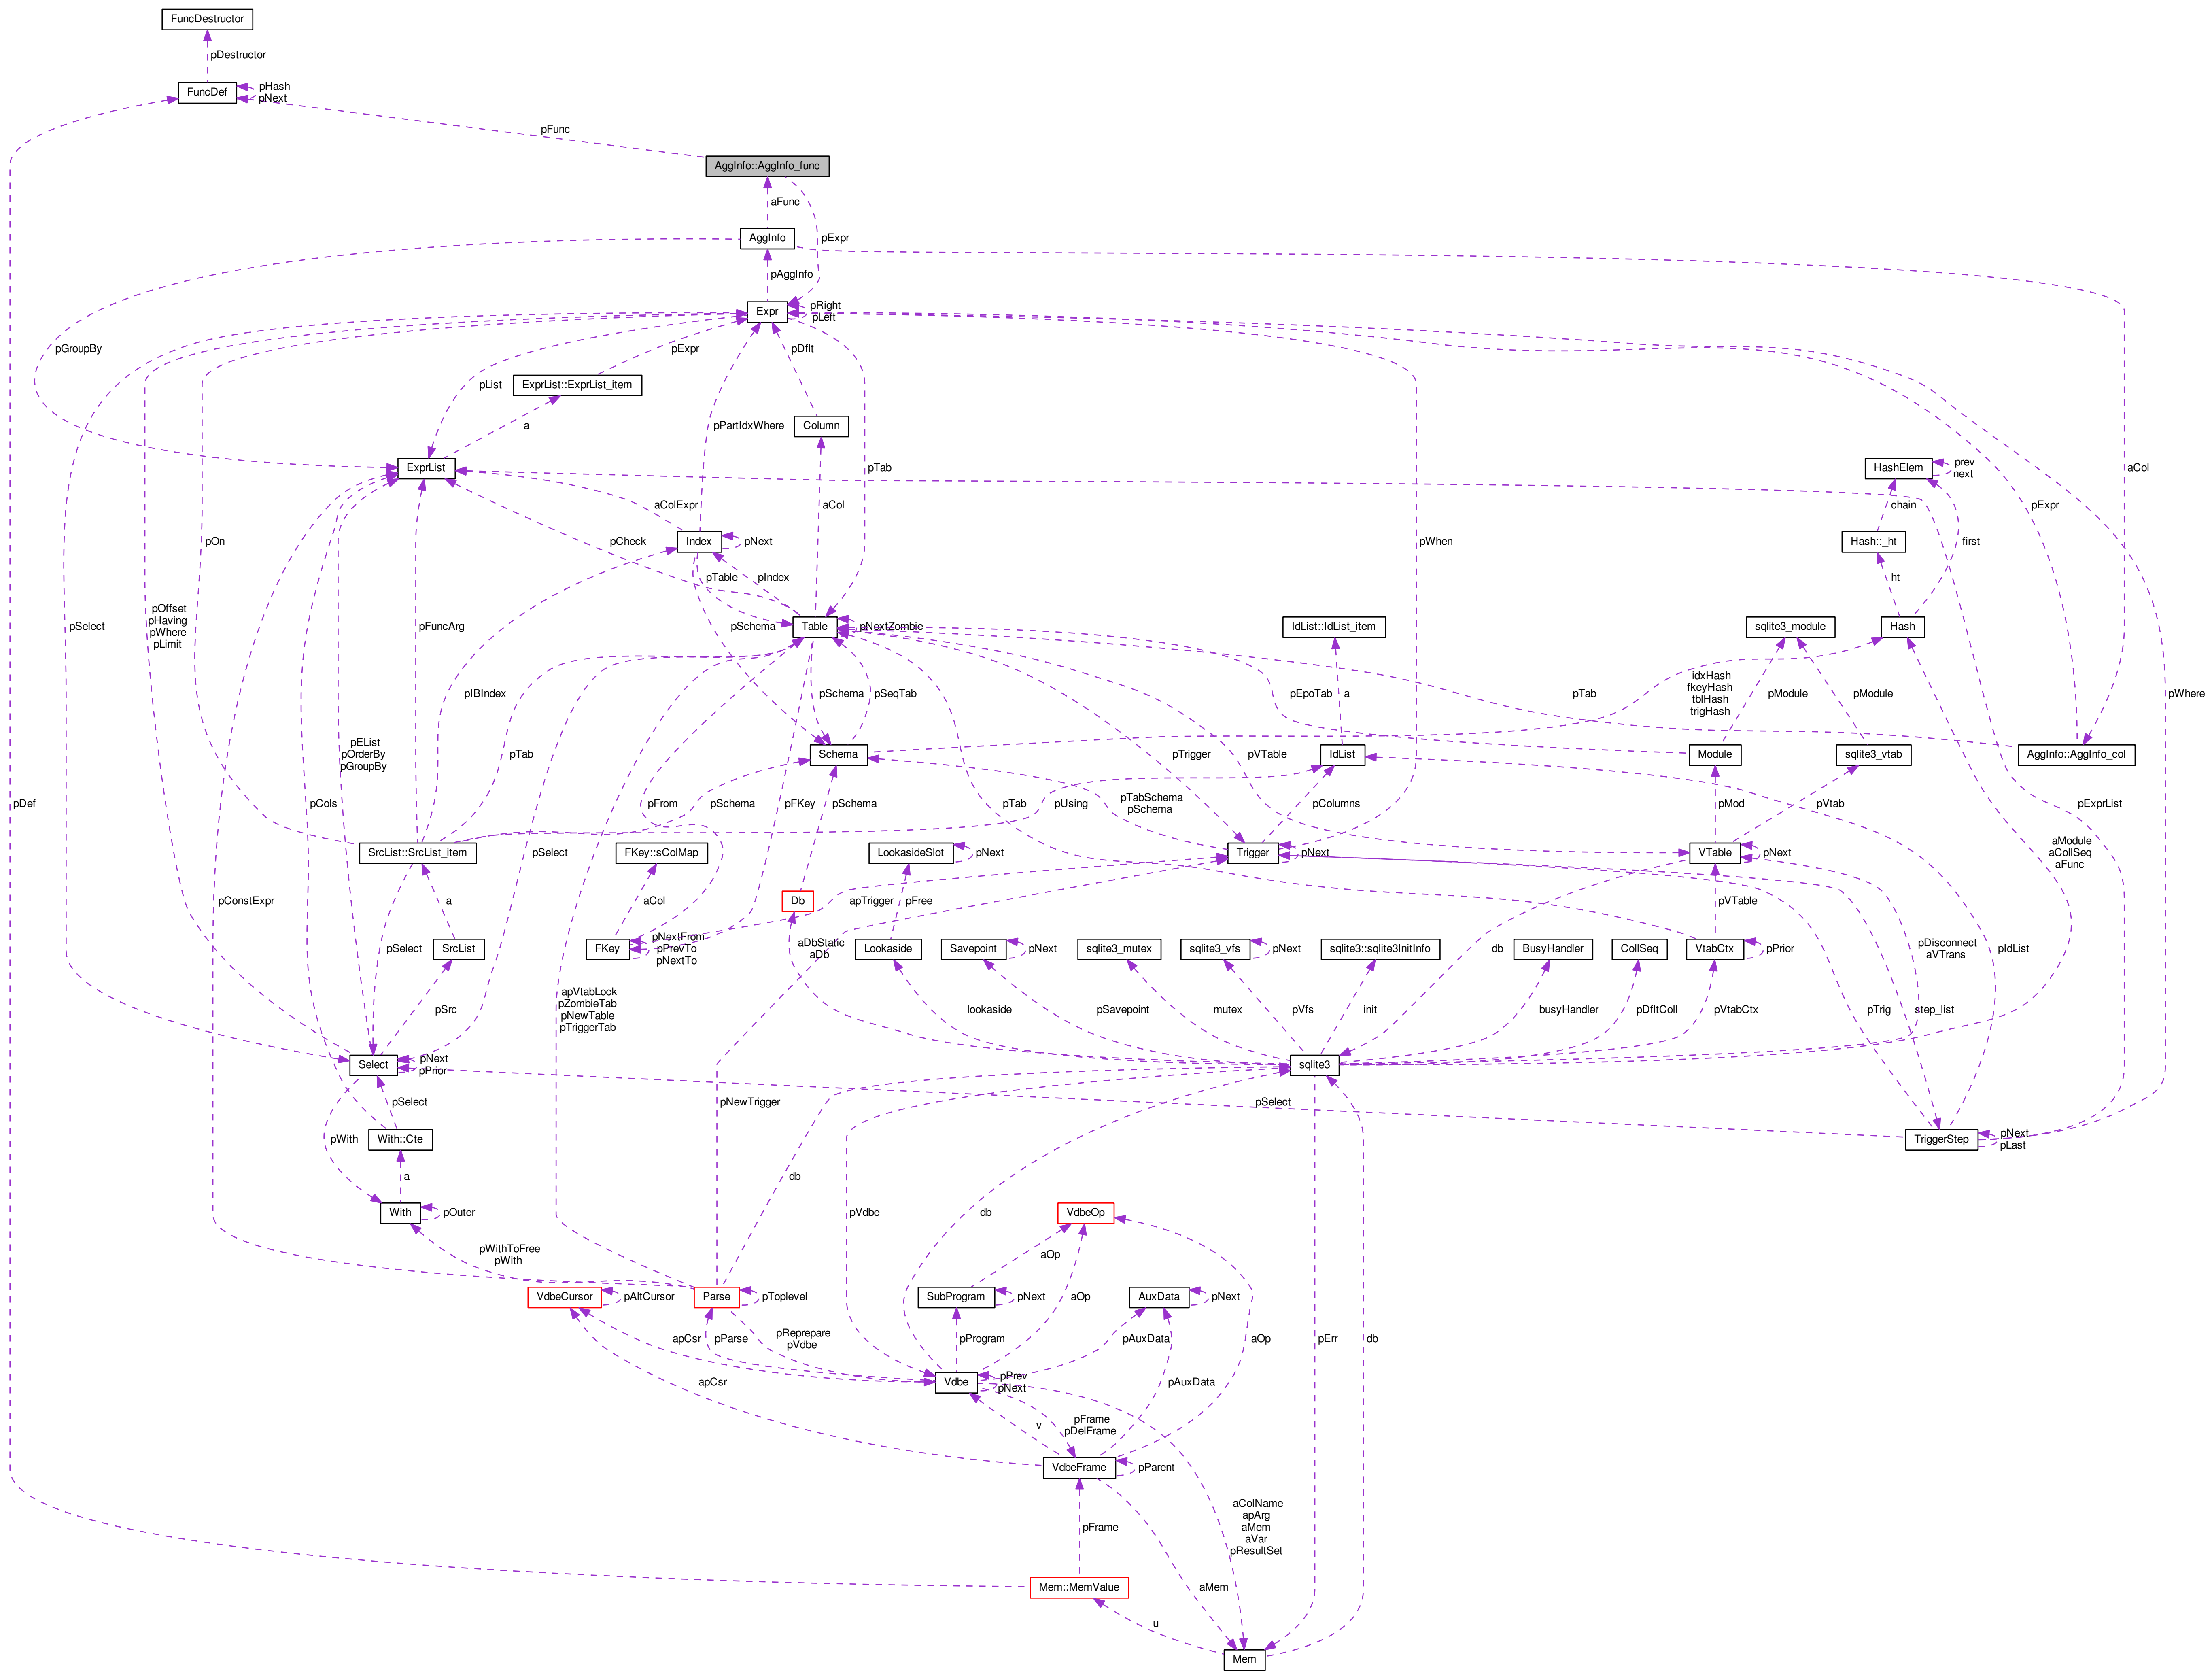 FuncDestructor
pDestructor
FuncDef
pHash
pNext
pFunc
AggInfo::AggInfo_func
aFunc
AggInfo
pExpr
pAggInfo
Expr
pRight
pLeft
pGroupBy
pExpr
pDflt
pList
ExprList::ExprList_item
Column
a
pPartIdxWhere
ExprList
pTab
HashElem
prev
next
aCol
aColExpr
aCol
chain
pExpr
pOn
pCheck
Index
pNext
pWhen
Hash::_ht
first
pTable
pIndex
ht
pSelect
pOffset
pHaving
pWhere
pLimit
pFuncArg
pSchema
Table
pNextZombie
IdList::IdList_item
sqlite3_module
Hash
pIBIndex
pSchema
pSeqTab
pEpoTab
a
pModule
pModule
pTab
idxHash
fkeyHash
tblHash
trigHash
pWhere
pEList
pOrderBy
pGroupBy
pTab
Schema
pTrigger
pVTable
IdList
Module
sqlite3_vtab
AggInfo::AggInfo_col
pCols
pFrom
pSchema
pFKey
pSchema
pTab
pUsing
pTabSchema
pSchema
pColumns
pMod
pVtab
pExprList
SrcList::SrcList_item
pSelect
FKey::sColMap
LookasideSlot
pNext
Trigger
pNext
VTable
pNext
aModule
aCollSeq
aFunc
pConstExpr
a
aCol
Db
apTrigger
pFree
pVTable
pSelect
SrcList
FKey
pNextFrom
pPrevTo
pNextTo
aDbStatic
aDb
Lookaside
Savepoint
pNext
sqlite3_mutex
sqlite3_vfs
pNext
sqlite3::sqlite3InitInfo
BusyHandler
CollSeq
db
VtabCtx
pPrior
pDisconnect
aVTrans
pIdList
pDef
pSrc
apVtabLock
pZombieTab
pNewTable
pTriggerTab
lookaside
pSavepoint
mutex
pVfs
init
busyHandler
pDfltColl
pVtabCtx
pTrig
step_list
Select
pNext
pPrior
sqlite3
pSelect
pNewTrigger
pSelect
With::Cte
TriggerStep
pNext
pLast
pWith
a
db
pVdbe
With
pOuter
db
VdbeOp
pWithToFree
pWith
aOp
VdbeCursor
pAltCursor
Parse
pToplevel
SubProgram
pNext
aOp
AuxData
pNext
apCsr
pParse
pReprepare
pVdbe
pProgram
pAuxData
aOp
pErr
db
apCsr
Vdbe
pPrev
pNext
pAuxData
v
pFrame
pDelFrame
VdbeFrame
pParent
aColName
apArg
aMem
aVar
pResultSet
pFrame
Mem::MemValue
aMem
u
Mem